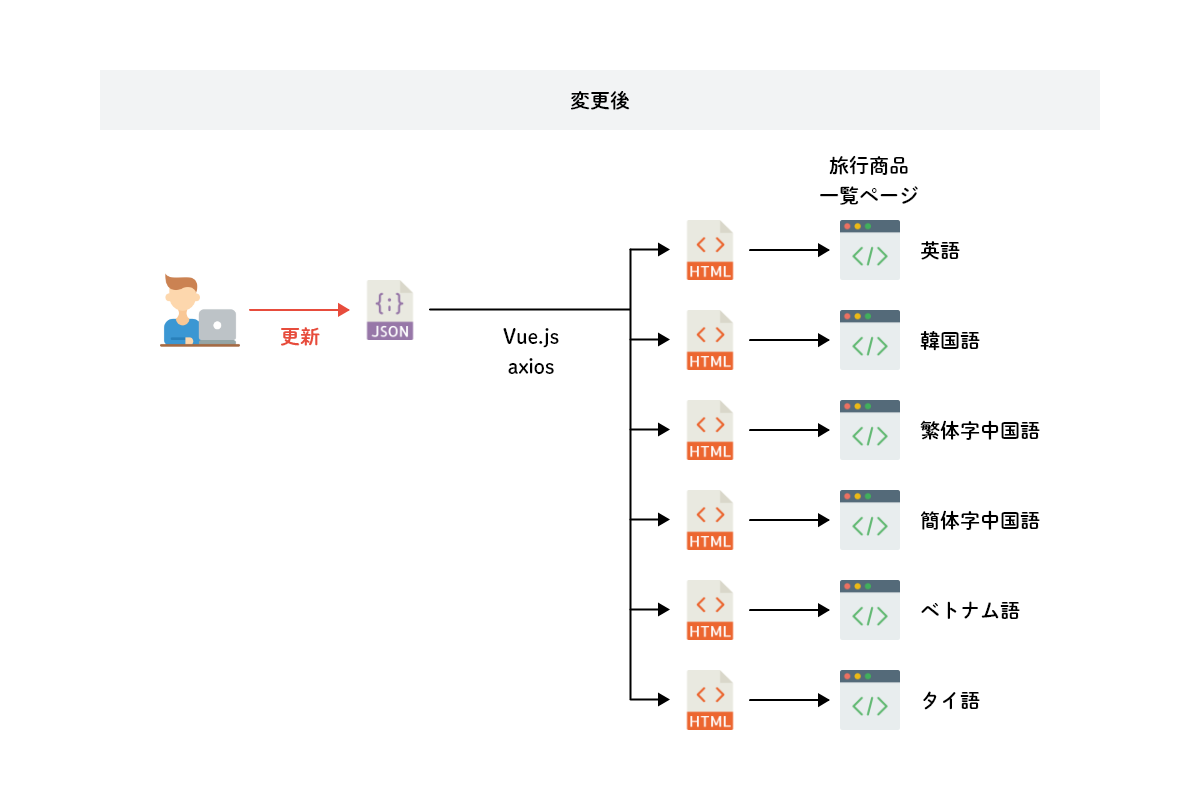 変更後
旅行商品
一覧ページ
更新
{;}
JSON
Vue.js
axios
< >
HTML
</>
英語
< >
HTML
</>
韓国語
< >
HTML
</>
繁体字中国語
< >
HTML
</>
簡体字中国語
< >
HTML
</>
ベトナム語
< >
HTML
</>
タイ語